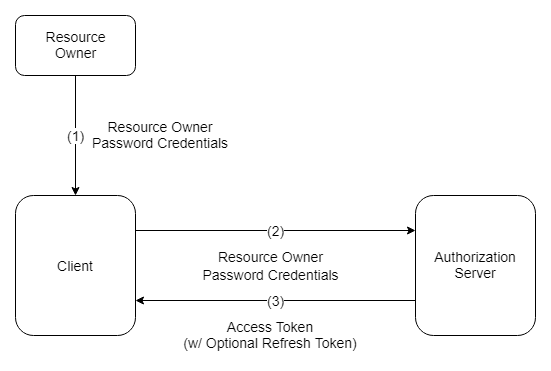 Resource
Owner
(1)
Resource Owner
Password Credentials
Client
(2)
Resource Owner
Password Credentials
Authorization
Server
(3)
Access Token
(w/ Optional Refresh Token)